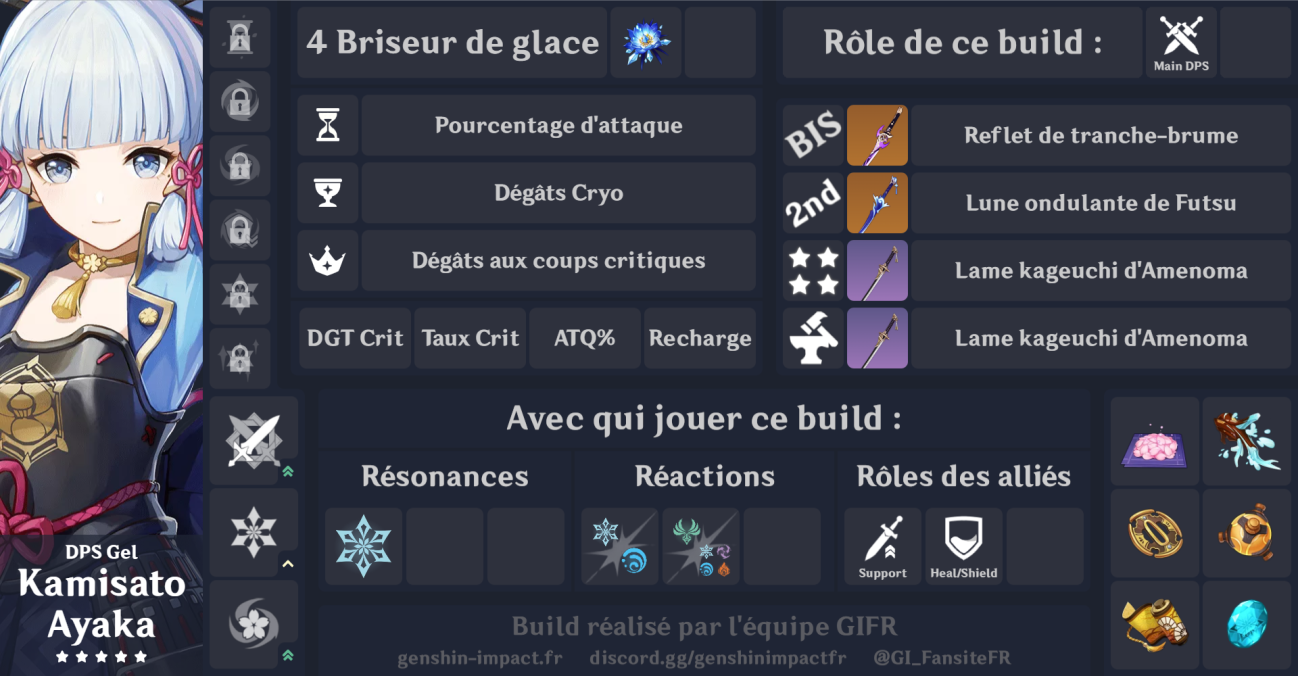 4 Briseur de glace
Rôle de ce build :
Main DPS
Pourcentage d'attaque
Dégâts Cryo
Dégâts aux coups critiques
DGT Crit
Taux Crit
ATQ%
Recharge
BIS
Reflet de tranche-brume
2nd
Lune ondulante de Futsu
Lame kageuchi d'Amenoma
Lame kageuchi d'Amenoma
Avec qui jouer ce build :
Résonances
Réactions
Rôles des alliés
Support
Heal/Shield
DPS Gel
Kamisato
Ayaka
Build réalisé par l'équipe GIFR
genshin-impact.fr discord.gg/genshinimpactfr @GI_FansiteFR